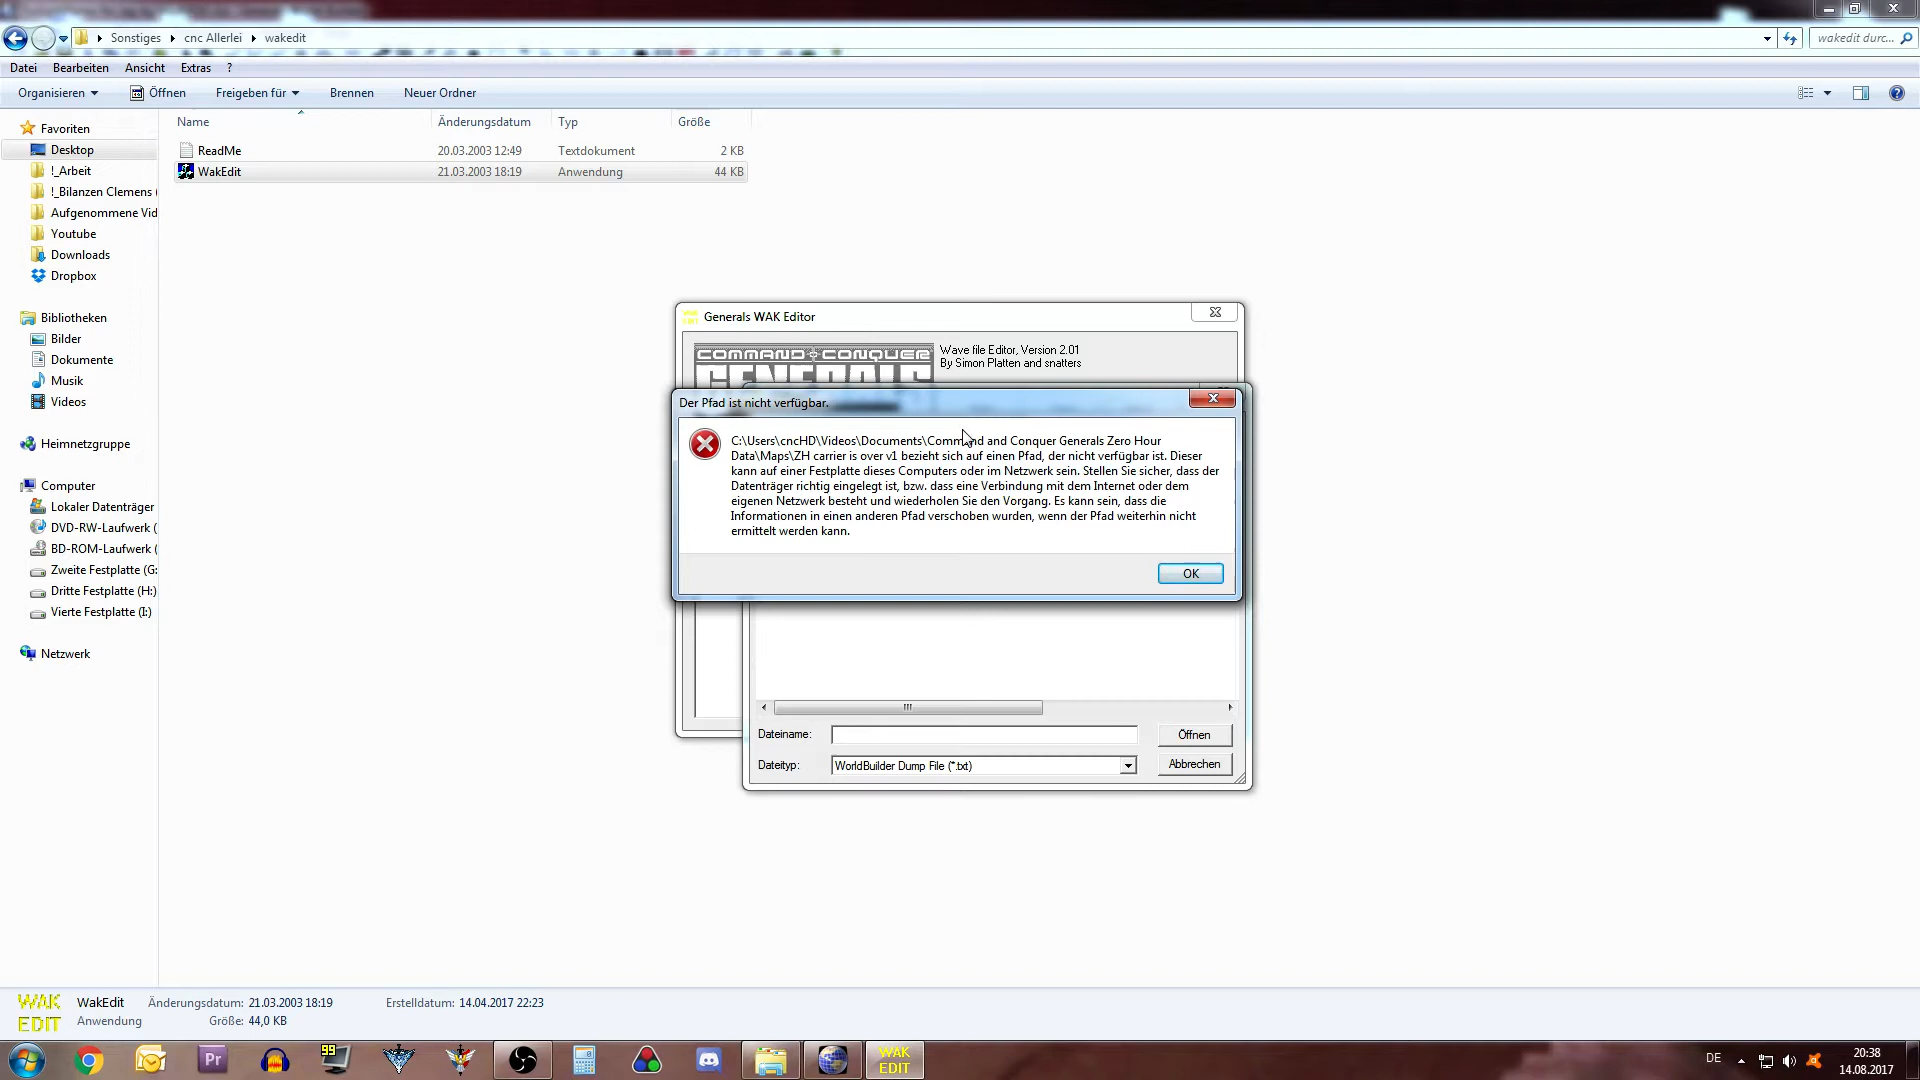 Sonstiges ▸ cnc Allerlei ▸ wakedit
wakedit durc...
Datei Bearbeiten Ansicht Extras ?
Organisieren Öffnen Freigeben für Brennen Neuer Ordner
Name Änderungsdatum Typ Größe
ReadMe 20.03.2003 12:49 Textdokument 2 KB
WakEdit 21.03.2003 18:19 Anwendung 44 KB
Favoriten
Desktop
!_Arbeit
!_Bilanzen Clemens (
Aufgenommene Vid
Youtube
Downloads
Dropbox
Bibliotheken
Bilder
Dokumente
Musik
Videos
Heimnetzgruppe
Computer
Lokaler Datenträger
DVD-RW-Laufwerk (
BD-ROM-Laufwerk (
Zweite Festplatte (G:
Dritte Festplatte (H:)
Vierte Festplatte (I:)
Netzwerk
Generals WAK Editor
COMMAND CONQUER
GENERALS
Wave file Editor, Version 2.01
By Simon Platten and snatters
Der Pfad ist nicht verfügbar.
C:\Users\cncHD\Videos\Documents\Command and Conquer Generals Zero Hour
Data\Maps\ZH carrier is over v1 bezieht sich auf einen Pfad, der nicht verfügbar ist. Dieser
kann auf einer Festplatte dieses Computers oder im Netzwerk sein. Stellen Sie sicher, dass der
Datenträger richtig eingelegt ist, bzw. dass eine Verbindung mit dem Internet oder dem
eigenen Netzwerk besteht und wiederholen Sie den Vorgang. Es kann sein, dass die
Informationen in einen anderen Pfad verschoben wurden, wenn der Pfad weiterhin nicht
ermittelt werden kann.
OK
Dateiname: Öffnen
Dateityp: WorldBuilder Dump File (*.txt) Abbrechen
WAK
EDIT
WakEdit Änderungsdatum: 21.03.2003 18:19 Erstelldatum: 14.04.2017 22:23
Anwendung Größe: 44,0 KB
Pr
99
WAK
EDIT
DE
20:38
14.08.2017